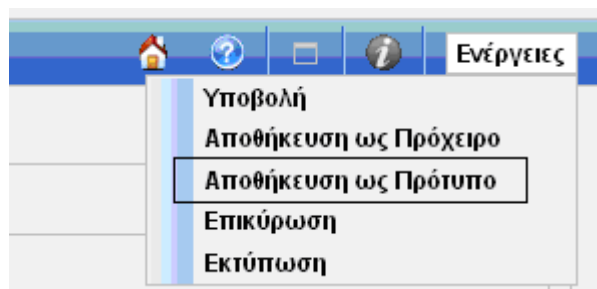 Ενέργειες
Υποβολή
Αποθήκευση ως Πρόχειρο
Αποθήκευση ως Πρότυπο
Επικύρωση
Εκτύπωση